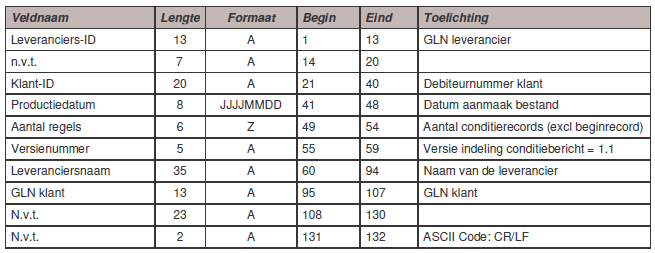 Veldnaam Lengte Formaat Begin Eind Toelichting
Leveranciers-ID 13 A 1 13 GLN leverancier
n.v.t. 7 A 14 20
Klant-ID 20 A 21 40 Debiteurnummer klant
Productiedatum 8 JJJJMMDD 41 48 Datum aanmaak bestand
Aantal regels 6 Z 49 54 Aantal conditierecords (excl beginrecord)
Versienummer 5 A 55 59 Versie indeling conditiebericht = 1.1
Leveranciersnaam 35 A 60 94 Naam van de leverancier
GLN klant 13 A 95 107 GLN klant
N.v.t. 23 A 108 130
N.v.t. 2 A 131 132 ASCII Code: CR/LF